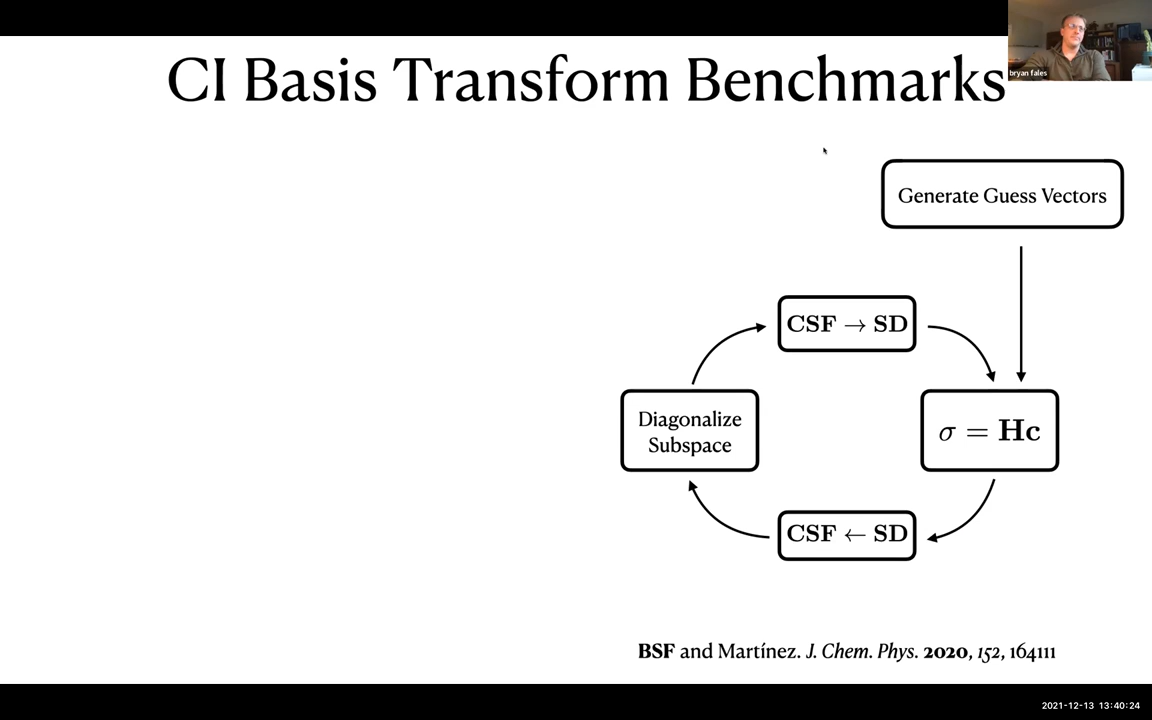 CI Basis Transform Benchmarks
bryan fales
Generate Guess Vectors
CSF → SD
Diagonalize
Subspace
σ = Hc
CSF ← SD
BSF and Martínez. J. Chem. Phys. 2020, 152, 164111
2021-12-13 13:40:24